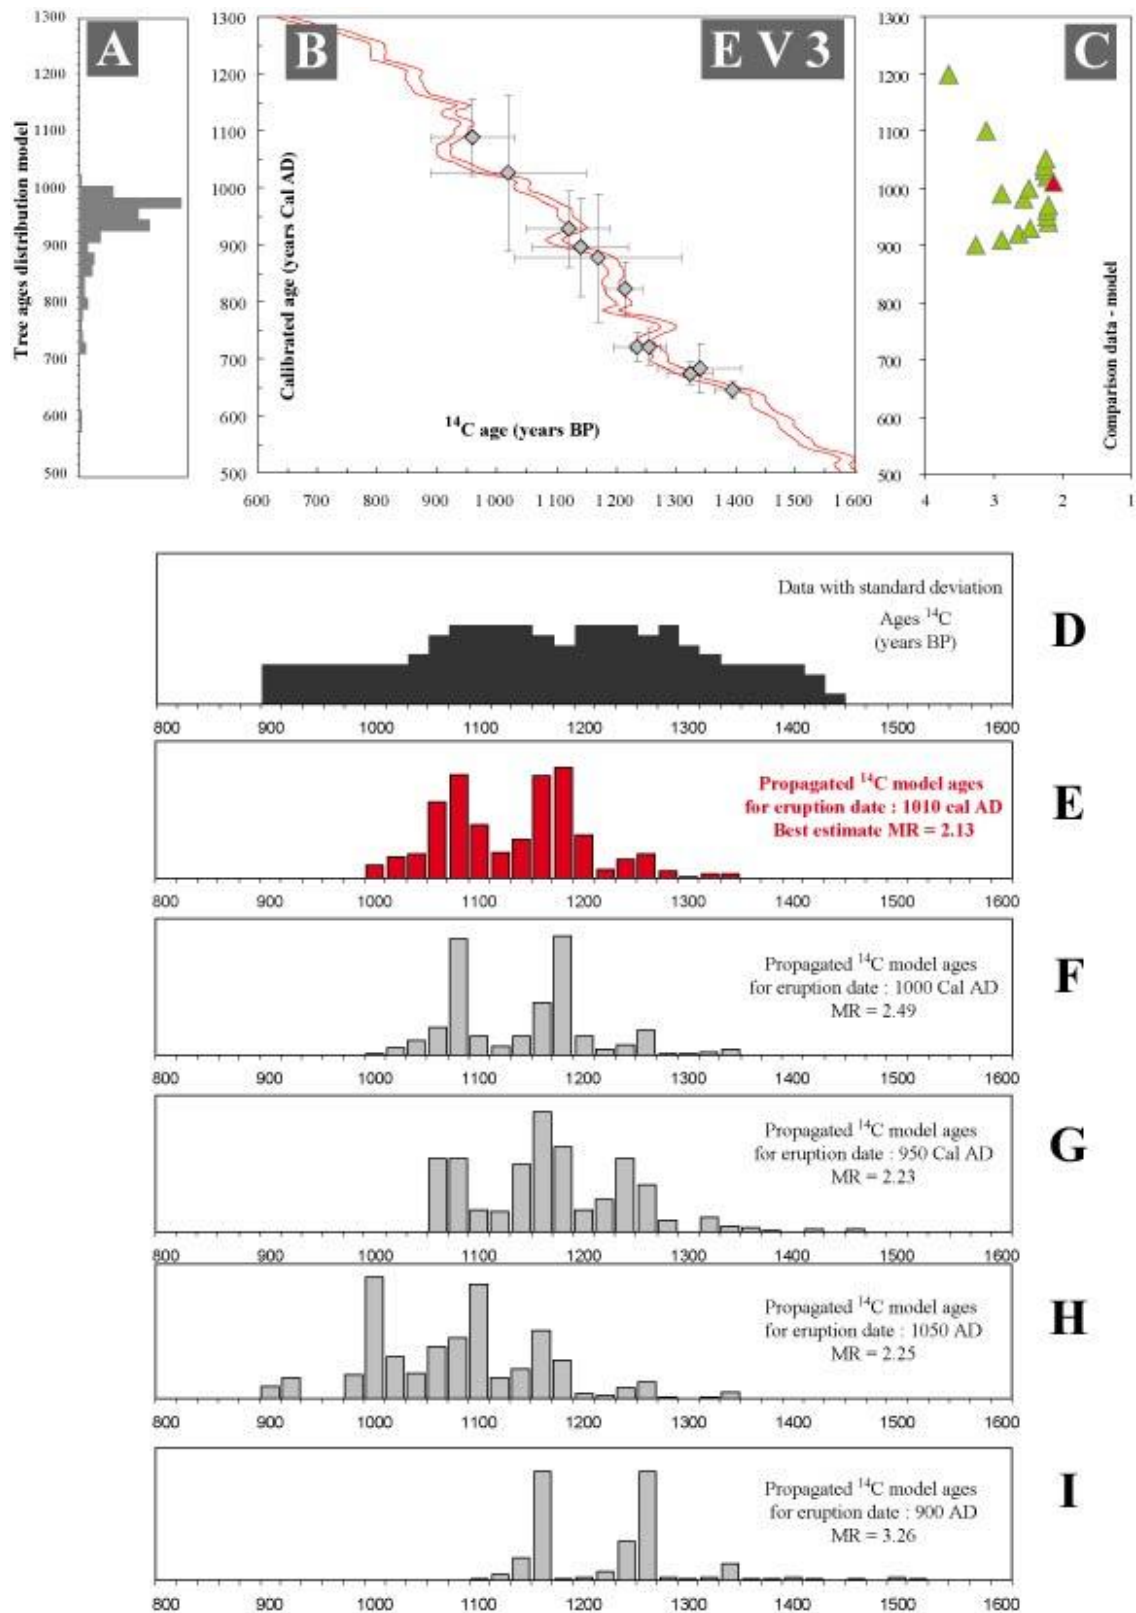 A
B
E V 3
C
Tree ages distribution model
1300
1200
1100
1000
900
800
700
600
500
Calibrated age (years Cal AD)
1300
1200
1100
1000
900
800
700
600
500
14C age (years BP)
600 700 800 900 1 000 1 100 1 200 1 300 1 400 1 500 1 600
1300
1200
1100
1000
900
800
700
600
500
Comparison data - model
4 3 2 1
Data with standard deviation
Ages 14C
(years BP)
D
800 900 1000 1100 1200 1300 1400 1500 1600
Propagated 14C model ages
for eruption date : 1010 cal AD
Best estimate MR = 2.13
E
800 900 1000 1100 1200 1300 1400 1500 1600
Propagated 14C model ages
for eruption date : 1000 Cal AD
MR = 2.49
F
800 900 1000 1100 1200 1300 1400 1500 1600
Propagated 14C model ages
for eruption date : 950 Cal AD
MR = 2.23
G
800 900 1000 1100 1200 1300 1400 1500 1600
Propagated 14C model ages
for eruption date : 1050 AD
MR = 2.25
H
800 900 1000 1100 1200 1300 1400 1500 1600
Propagated 14C model ages
for eruption date : 900 AD
MR = 3.26
I
800 900 1000 1100 1200 1300 1400 1500 1600